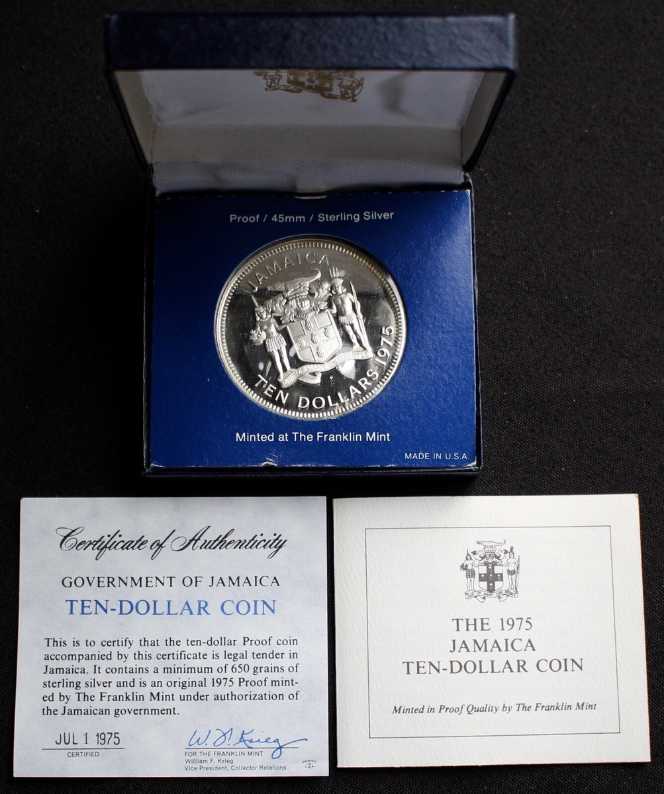 Proof / 45mm / Sterling Silver
JAMAICA
TEN DOLLARS 1975
Minted at The Franklin Mint
MADE IN U.S.A.
Certificate of Authenticity
GOVERNMENT OF JAMAICA
TEN-DOLLAR COIN
This is to certify that the ten-dollar Proof coin
accompanied by this certificate is legal tender in
Jamaica. It contains a minimum of 650 grains of
sterling silver and is an original 1975 Proof mint-
ed by The Franklin Mint under authorization of
the Jamaican government.
JUL 1 1975
CERTIFIED
W. F. Krieg
FOR THE FRANKLIN MINT
William F. Krieg
Vice President, Collector Relations
THE 1975
JAMAICA
TEN-DOLLAR COIN
Minted in Proof Quality by The Franklin Mint